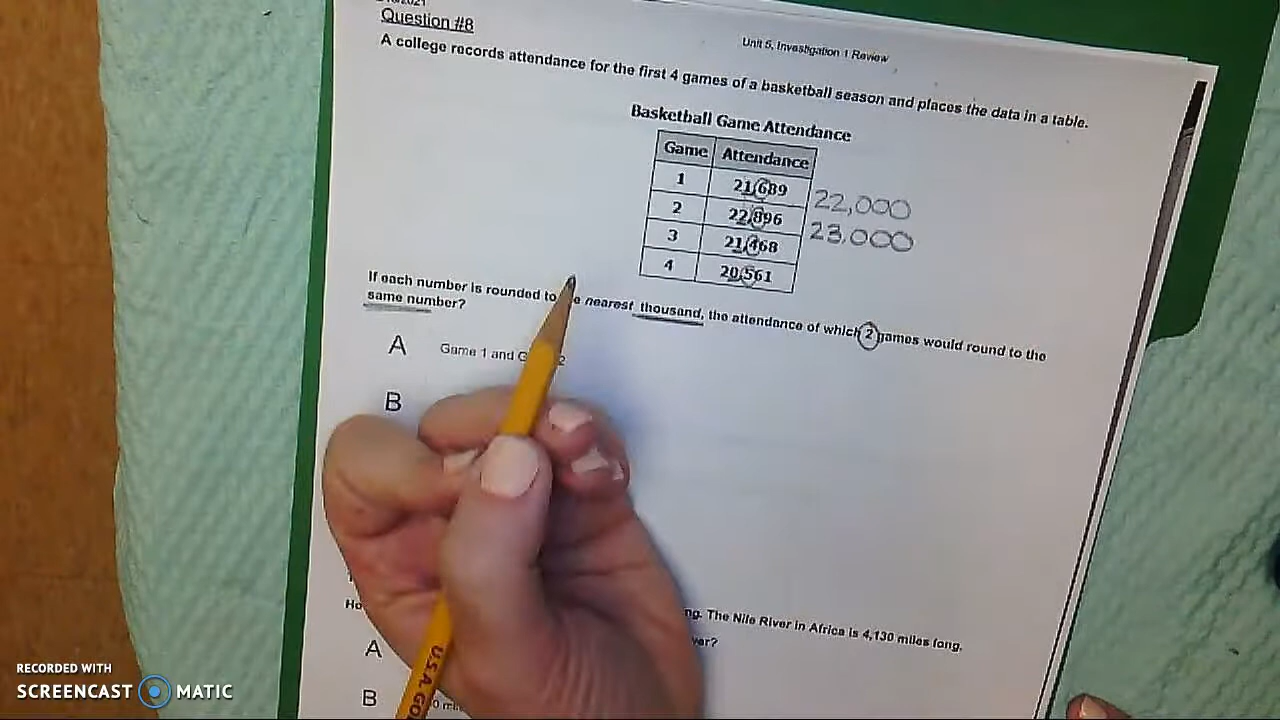 Question #8
Unit 5, Investigation 1 Review
A college records attendance for the first 4 games of a basketball season and places the data in a table.
Basketball Game Attendance
Game Attendance
1 21,689 22,000
2 22,896 23,000
3 21,468
4 20,561
If each number is rounded to nearest thousand, the attendance of which 2 games would round to the
same number?
A Game 1 and 2
B
The Nile River in Africa is 4,130 miles long.
A
B
U.S.A.
RECORDED WITH
SCREENCAST MATIC